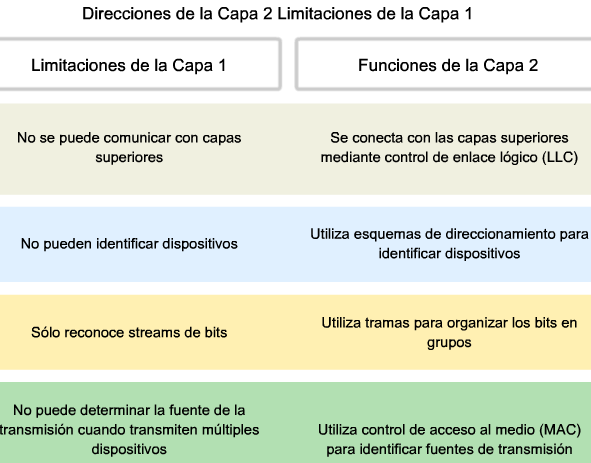 Direcciones de la Capa 2 Limitaciones de la Capa 1
Limitaciones de la Capa 1
Funciones de la Capa 2
No se puede comunicar con capas
superiores
Se conecta con las capas superiores
mediante control de enlace lógico (LLC)
No pueden identificar dispositivos
Utiliza esquemas de direccionamiento para
identificar dispositivos
Sólo reconoce streams de bits
Utiliza tramas para organizar los bits en
grupos
No puede determinar la fuente de la
transmisión cuando transmiten múltiples
dispositivos
Utiliza control de acceso al medio (MAC)
para identificar fuentes de transmisión